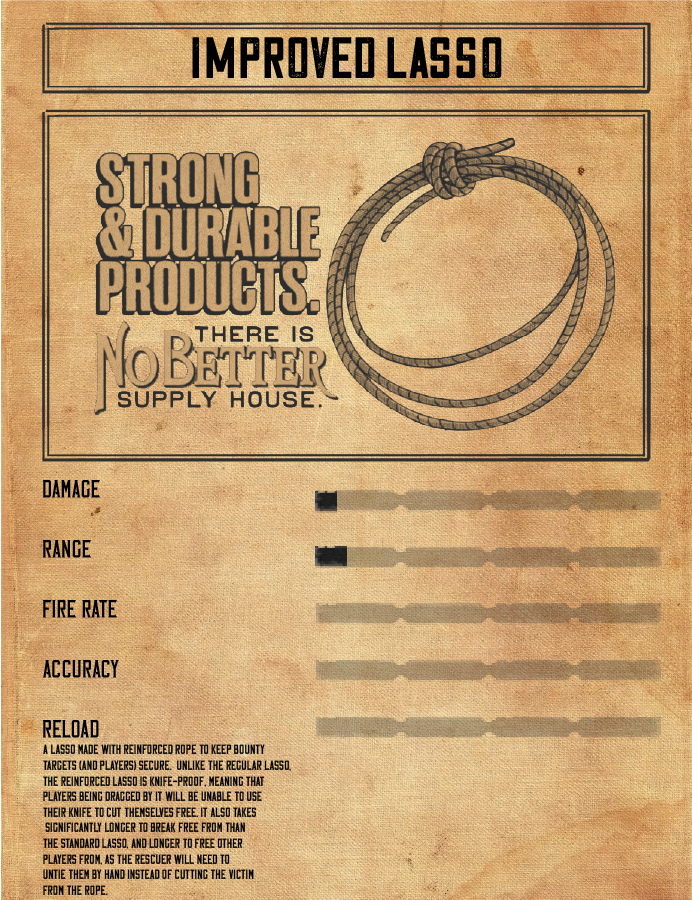 IMPROVED LASSO
STRONG
& DURABLE
PRODUCTS.
THERE IS
NO BETTER
SUPPLY HOUSE.
DAMAGE
RANGE
FIRE RATE
ACCURACY
RELOAD
A LASSO MADE WITH REINFORCED ROPE TO KEEP BOUNTY
TARGETS (AND PLAYERS) SECURE. UNLIKE THE REGULAR LASSO,
THE REINFORCED LASSO IS KNIFE-PROOF, MEANING THAT
PLAYERS BEING DRAGGED BY IT WILL BE UNABLE TO USE
THEIR KNIFE TO CUT THEMSELVES FREE. IT ALSO TAKES
SIGNIFICANTLY LONGER TO BREAK FREE FROM THAN
THE STANDARD LASSO, AND LONGER TO FREE OTHER
PLAYERS FROM, AS THE RESCUER WILL NEED TO
UNTIE THEM BY HAND INSTEAD OF CUTTING THE VICTIM
FROM THE ROPE.